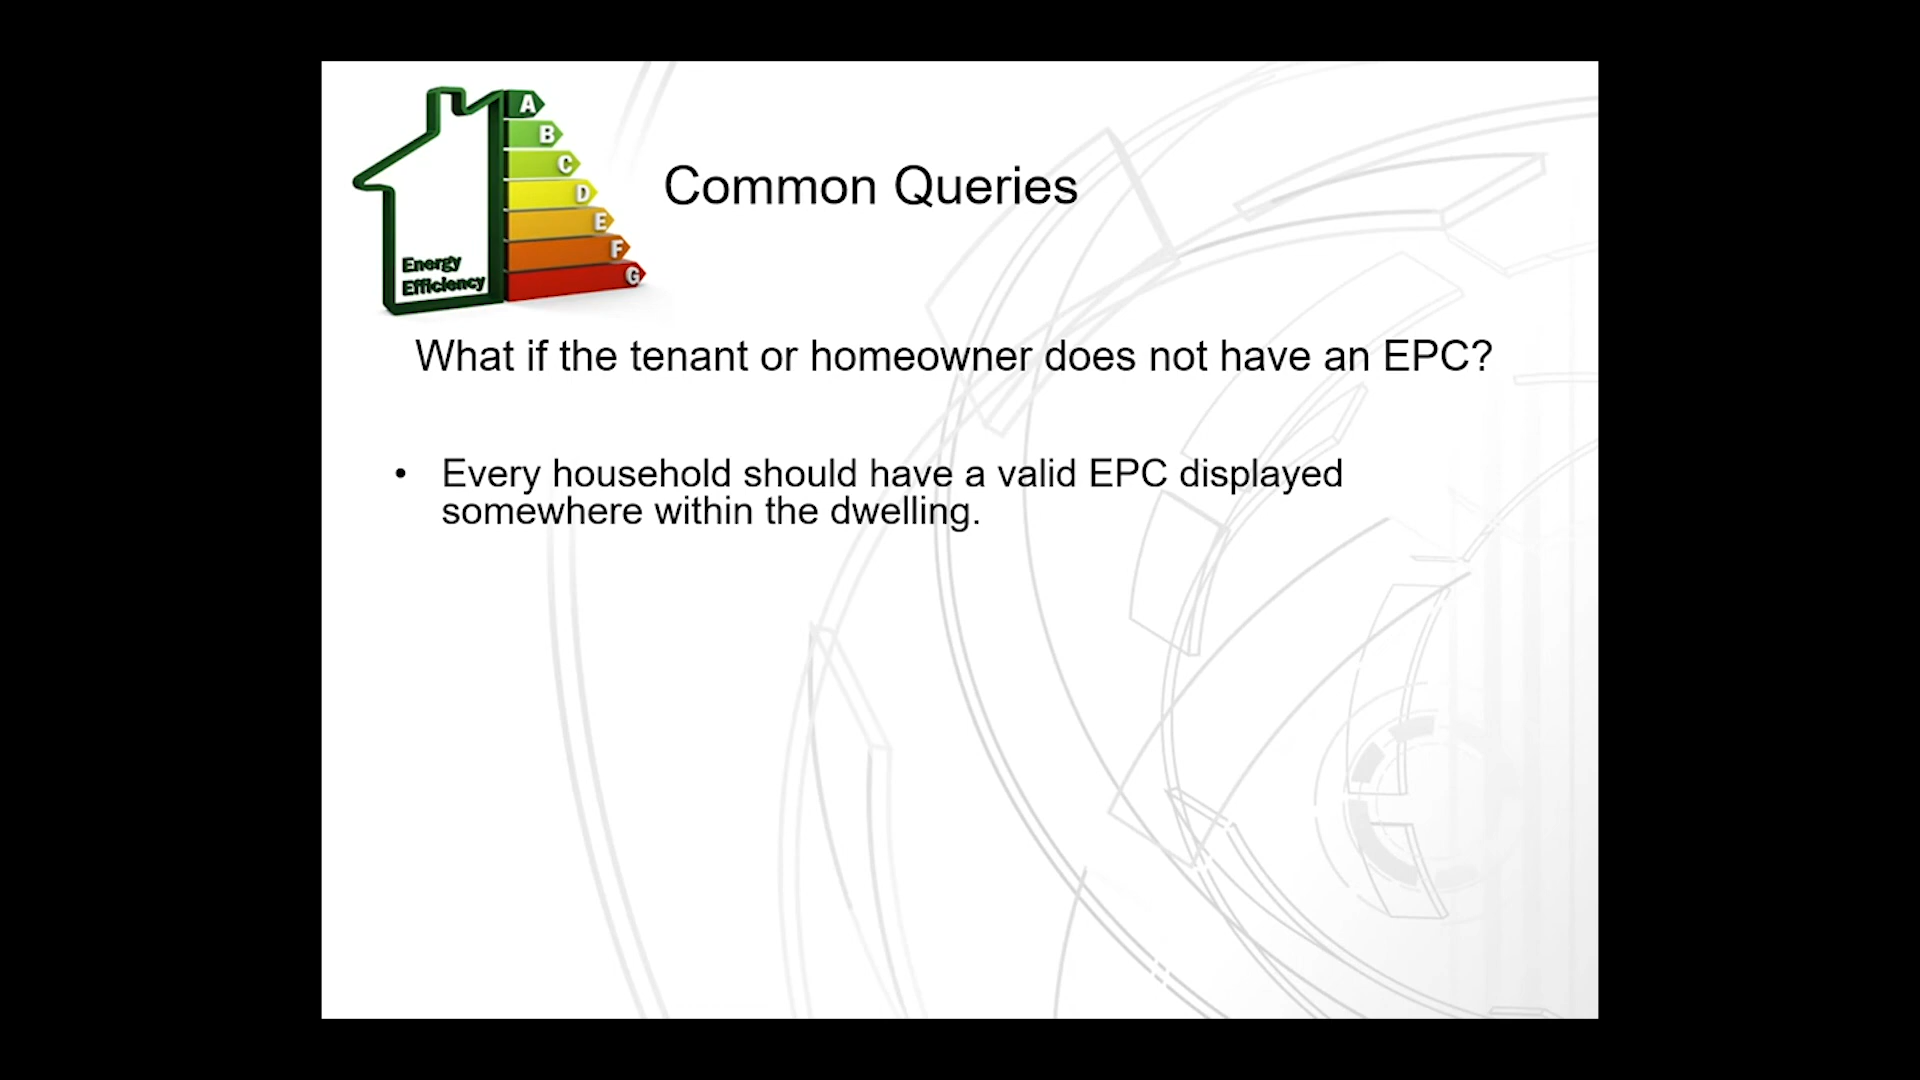 A
B
C
D
E
F
G
Energy
Efficiency
Common Queries
What if the tenant or homeowner does not have an EPC?
• Every household should have a valid EPC displayed
somewhere within the dwelling.